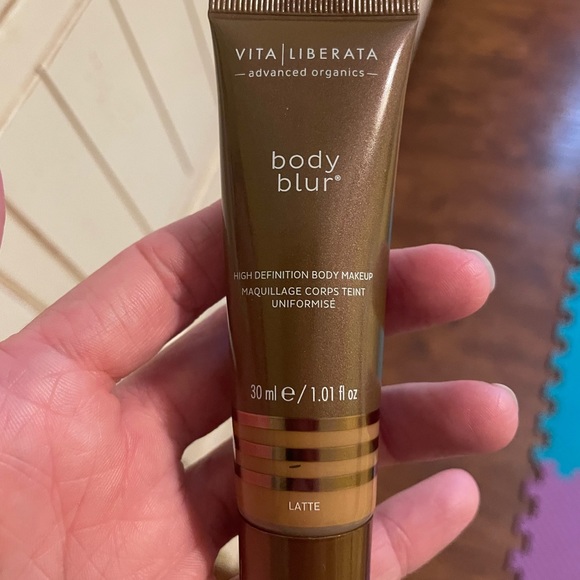 VITA|LIBERATA
— advanced organics —
body
blur®
HIGH DEFINITION BODY MAKEUP
MAQUILLAGE CORPS TEINT
UNIFORMISÉ
30 ml ℮/1.01 fl oz
LATTE